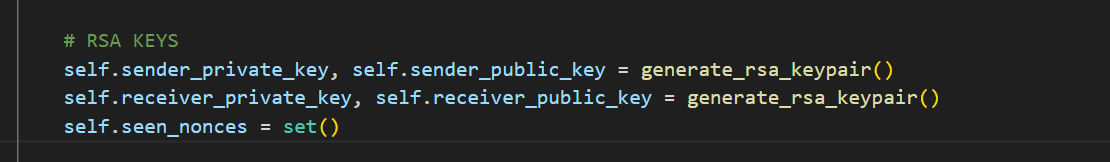 # RSA KEYS
self.sender_private_key, self.sender_public_key = generate_rsa_keypair()
self.receiver_private_key, self.receiver_public_key = generate_rsa_keypair()
self.seen_nonces = set()